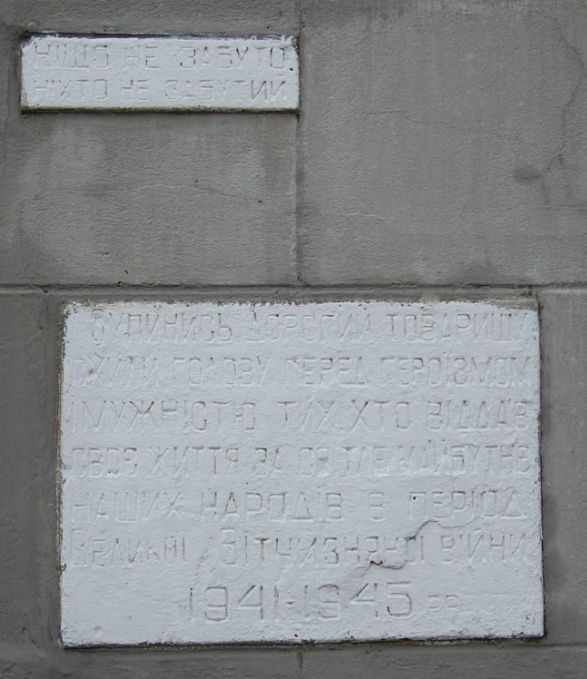 НІЩО НЕ ЗАБУТО
НІХТО НЕ ЗАБУТИЙ
ЗУПИНИСЬ ДОРОГИЙ ТОВАРИШУ
СХИЛИ ГОЛОВУ ПЕРЕД ГЕРОЇЗМОМ
І МУЖНІСТЮ ТИХ, ХТО ВІДДАВ
СВОЄ ЖИТТЯ ЗА СВІТЛЕ МАЙБУТНЄ
НАШИХ НАРОДІВ В ПЕРІОД
ВЕЛИКОЇ ВІТЧИЗНЯНОЇ ВІЙНИ
1941-1945 РР.